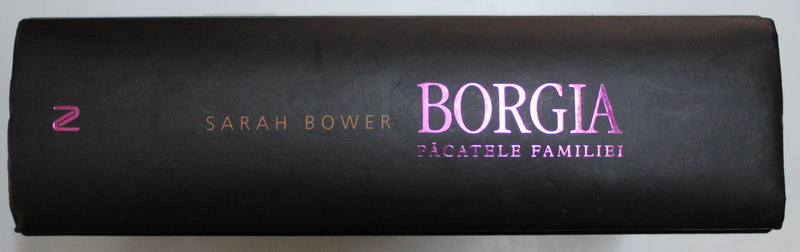 SARAH BOWER
BORGIA
PĂCATELE FAMILIEI